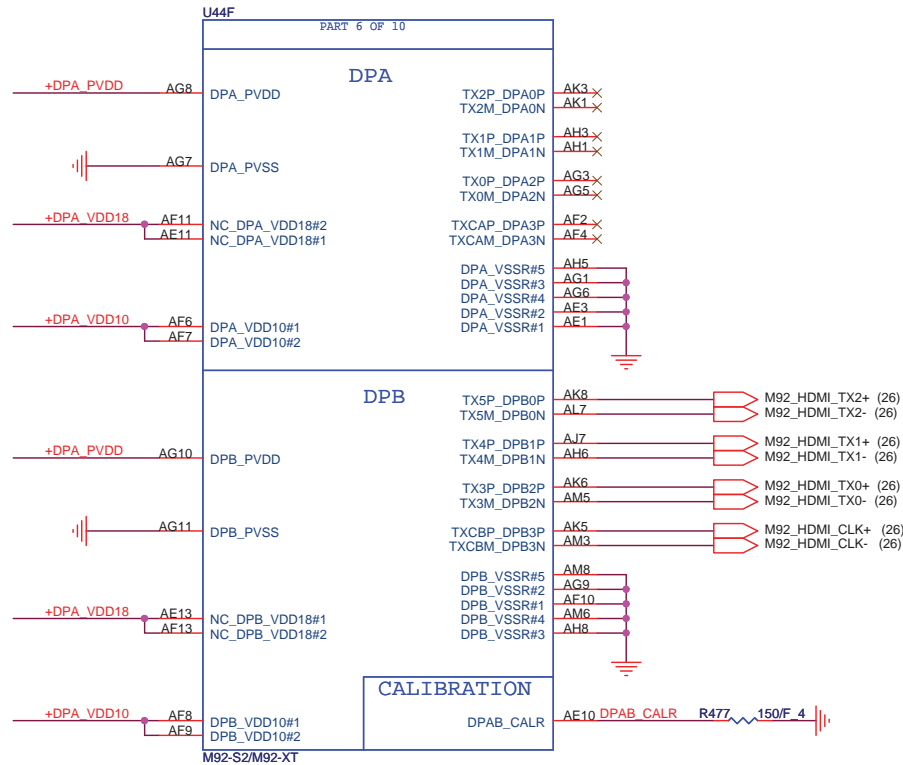 U44F
PART 6 OF 10
DPA
+DPA_PVDD AG8 DPA_PVDD TX2P_DPA0P AK3
TX2M_DPA0N AK1
TX1P_DPA1P AH3
TX1M_DPA1N AH1
AG7 DPA_PVSS
TX0P_DPA2P AG3
TX0M_DPA2N AG5
+DPA_VDD18 AF11 NC_DPA_VDD18#2 TXCAP_DPA3P AF2
AE11 NC_DPA_VDD18#1 TXCAM_DPA3N AF4
DPA_VSSR#5 AH5
DPA_VSSR#3 AG1
DPA_VSSR#4 AG6
DPA_VSSR#2 AE3
+DPA_VDD10 AF6 DPA_VDD10#1 DPA_VSSR#1 AE1
AF7 DPA_VDD10#2
DPB
TX5P_DPB0P AK8 M92_HDMI_TX2+ (26)
TX5M_DPB0N AL7 M92_HDMI_TX2- (26)
TX4P_DPB1P AJ7 M92_HDMI_TX1+ (26)
+DPA_PVDD AG10 DPB_PVDD TX4M_DPB1N AH6 M92_HDMI_TX1- (26)
TX3P_DPB2P AK6 M92_HDMI_TX0+ (26)
TX3M_DPB2N AM5 M92_HDMI_TX0- (26)
AG11 DPB_PVSS TXCBP_DPB3P AK5 M92_HDMI_CLK+ (26)
TXCBM_DPB3N AM3 M92_HDMI_CLK- (26)
DPB_VSSR#5 AM8
DPB_VSSR#2 AG9
DPB_VSSR#1 AF10
+DPA_VDD18 AE13 NC_DPB_VDD18#1 DPB_VSSR#4 AM6
AF13 NC_DPB_VDD18#2 DPB_VSSR#3 AH8
CALIBRATION
+DPA_VDD10 AF8 DPB_VDD10#1 DPAB_CALR AE10 DPAB_CALR R477 150/F_4
AF9 DPB_VDD10#2
M92-S2/M92-XT